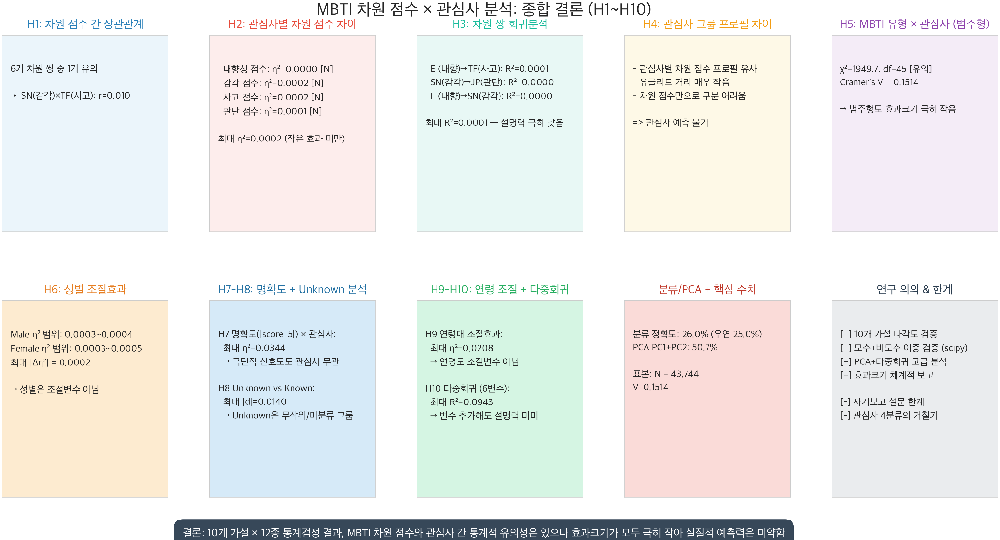 MBTI 차원 점수 × 관심사 분석: 종합 결론 (H1~H10)
H1: 차원 점수 간 상관관계
6개 차원 쌍 중 1개 유의
• SN(감각)×TF(사고): r=0.010
H2: 관심사별 차원 점수 차이
내향성 점수: η²=0.0000 [N]
감각 점수: η²=0.0002 [N]
사고 점수: η²=0.0002 [N]
판단 점수: η²=0.0001 [N]
최대 η²=0.0002 (작은 효과 미만)
H3: 차원 쌍 회귀분석
EI(내향)→TF(사고): R²=0.0001
SN(감각)→JP(판단): R²=0.0000
EI(내향)→SN(감각): R²=0.0000
최대 R²=0.0001 — 설명력 극히 낮음
H4: 관심사 그룹 프로필 차이
- 관심사별 차원 점수 프로필 유사
- 유클리드 거리 매우 작음
- 차원 점수만으로 구분 어려움
=> 관심사 예측 불가
H5: MBTI 유형 × 관심사 (범주형)
χ²=1949.7, df=45 [유의]
Cramer's V = 0.1514
→ 범주형도 효과크기 극히 작음
H6: 성별 조절효과
Male η² 범위: 0.0003~0.0004
Female η² 범위: 0.0003~0.0005
최대 |Δη²| = 0.0002
→ 성별은 조절변수 아님
H7-H8: 명확도 + Unknown 분석
H7 명확도(|score-5|) × 관심사:
최대 η²=0.0344
→ 극단적 선호도도 관심사 무관
H8 Unknown vs Known:
최대 |d|=0.0140
→ Unknown은 무작위/미분류 그룹
H9-H10: 연령 조절 + 다중회귀
H9 연령대 조절효과:
최대 η²=0.0208
→ 연령도 조절변수 아님
H10 다중회귀 (6변수):
최대 R²=0.0943
→ 변수 추가해도 설명력 미미
분류/PCA + 핵심 수치
분류 정확도: 26.0% (우연 25.0%)
PCA PC1+PC2: 50.7%
표본: N = 43,744
V=0.1514
연구 의의 & 한계
[+] 10개 가설 다각도 검증
[+] 모수+비모수 이중 검증 (scipy)
[+] PCA+다중회귀 고급 분석
[+] 효과크기 체계적 보고
[-] 자기보고 설문 한계
[-] 관심사 4분류의 거칠기
결론: 10개 가설 × 12종 통계검정 결과, MBTI 차원 점수와 관심사 간 통계적 유의성은 있으나 효과크기가 모두 극히 작아 실질적 예측력은 미약함